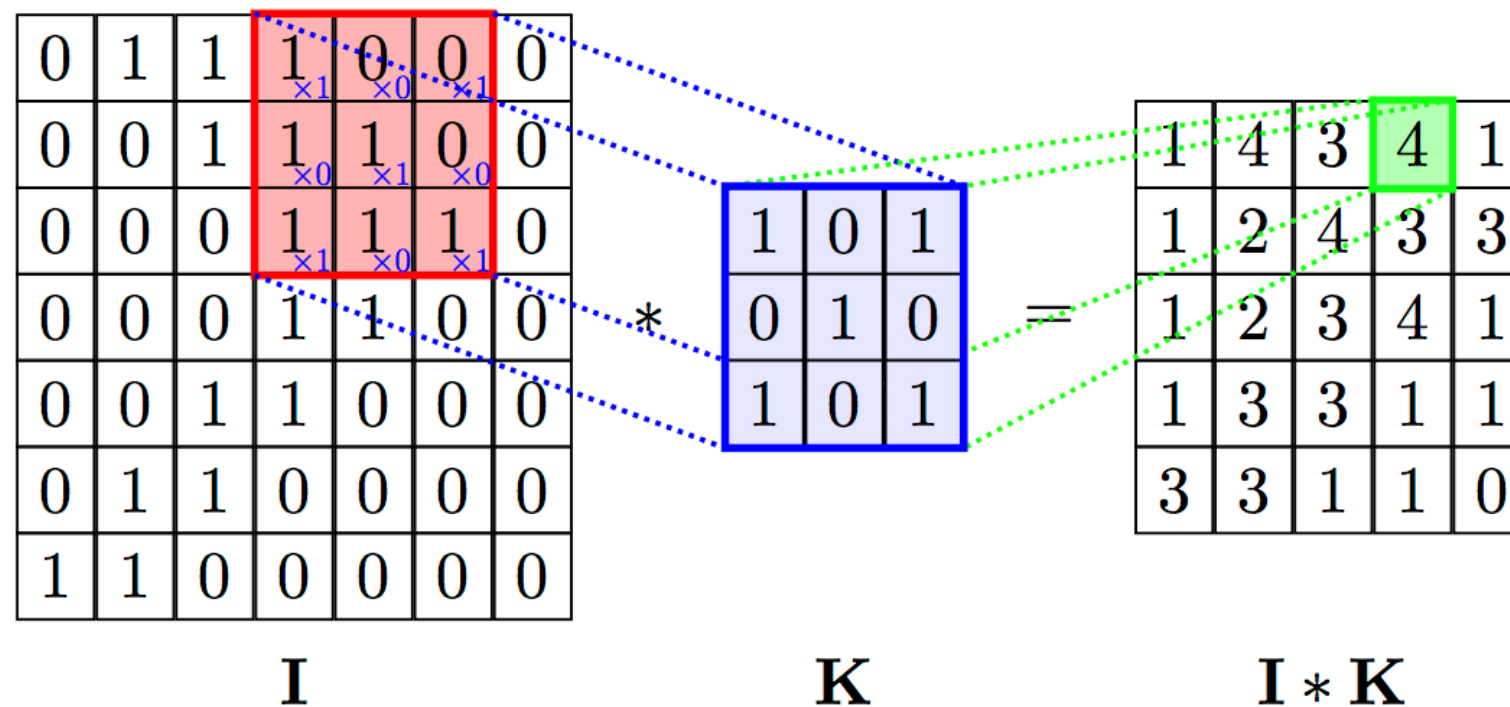 0 1 1 1×1 0×0 0×1 0
0 0 1 1×0 1×1 0×0 0
0 0 0 1×1 1×0 1×1 0
0 0 0 1 1 0 0
0 0 1 1 0 0 0
0 1 1 0 0 0 0
1 1 0 0 0 0 0
I
*
1 0 1
0 1 0
1 0 1
K
=
1 4 3 4 1
1 2 4 3 3
1 2 3 4 1
1 3 3 1 1
3 3 1 1 0
I * K